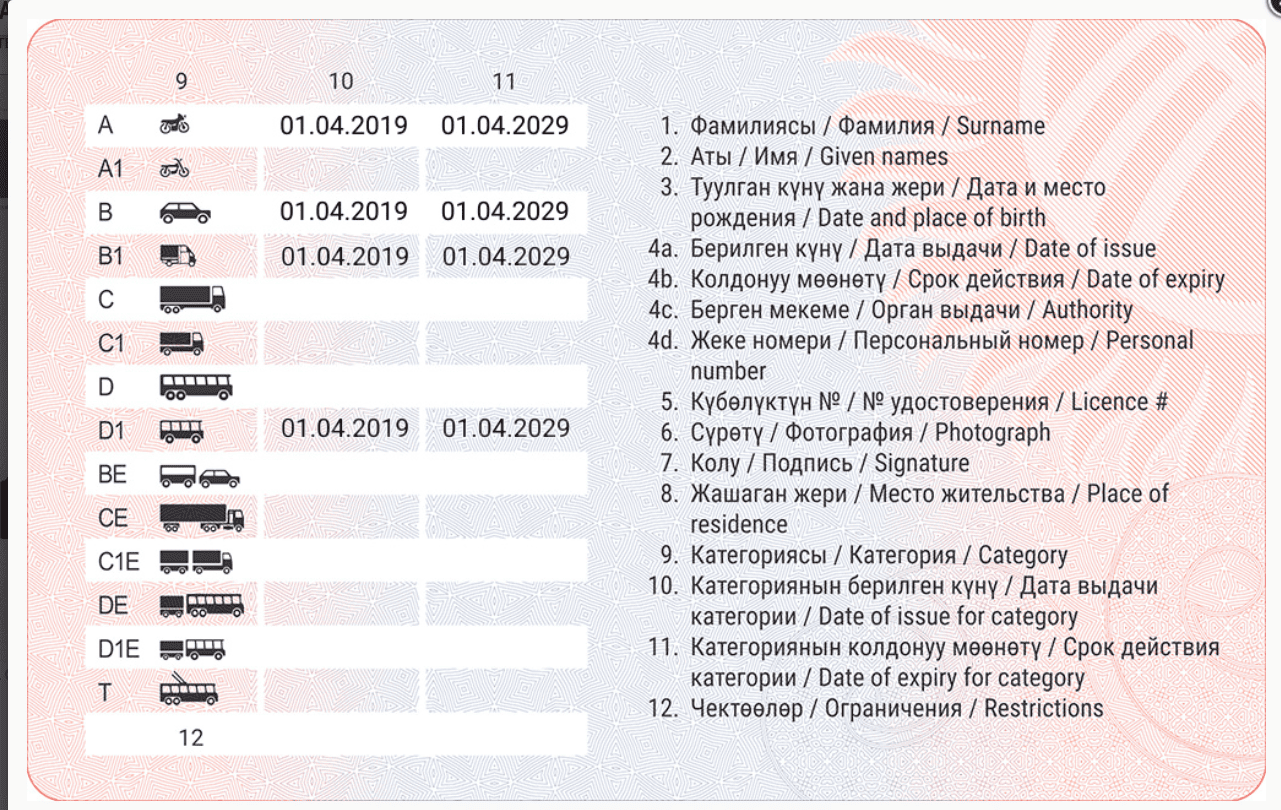 9 10 11
A 01.04.2019 01.04.2029
A1
B 01.04.2019 01.04.2029
B1 01.04.2019 01.04.2029
C
C1
D
D1 01.04.2019 01.04.2029
BE
CE
C1E
DE
D1E
T
12
1. Фамилиясы / Фамилия / Surname
2. Аты / Имя / Given names
3. Туулган күнү жана жери / Дата и место
рождения / Date and place of birth
4a. Берилген күнү / Дата выдачи / Date of issue
4b. Колдонуу мөөнөтү / Срок действия / Date of expiry
4c. Берген мекеме / Орган выдачи / Authority
4d. Жеке номери / Персональный номер / Personal
number
5. Күбөлүктүн № / № удостоверения / Licence #
6. Сүрөтү / Фотография / Photograph
7. Колу / Подпись / Signature
8. Жашаган жери / Место жительства / Place of
residence
9. Категориясы / Категория / Category
10. Категориянын берилген күнү / Дата выдачи
категории / Date of issue for category
11. Категориянын колдонуу мөөнөтү / Срок действия
категории / Date of expiry for category
12. Чектөөлөр / Ограничения / Restrictions